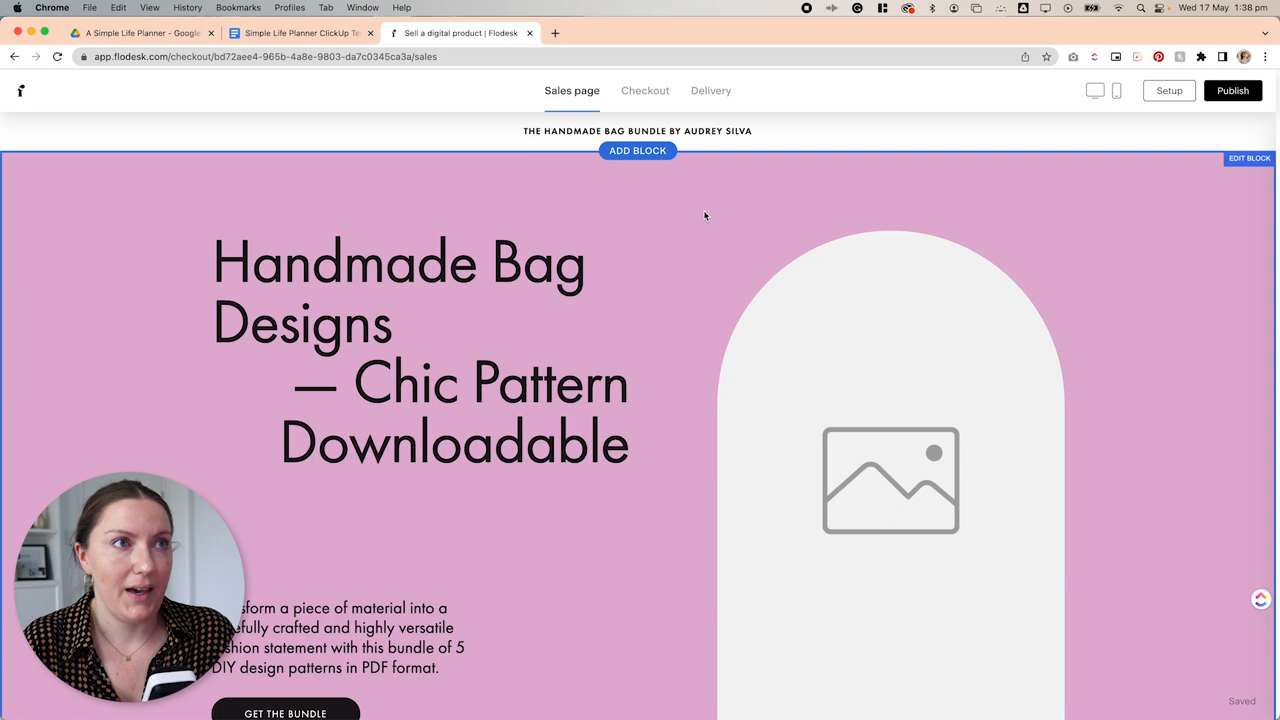 Chrome File Edit View History Bookmarks Profiles Tab Window Help Wed 17 May 1:38 pm
A Simple Life Planner - Google
Simple Life Planner ClickUp Te
Sell a digital product | Flodesk
app.flodesk.com/checkout/bd72aee4-965b-4a8e-9803-da7c0345ca3a/sales
Sales page Checkout Delivery Setup Publish
THE HANDMADE BAG BUNDLE BY AUDREY SILVA
ADD BLOCK
EDIT BLOCK
Handmade Bag
Designs
— Chic Pattern
Downloadable
sform a piece of material into a
efully crafted and highly versatile
shion statement with this bundle of 5
DIY design patterns in PDF format.
GET THE BUNDLE
Saved